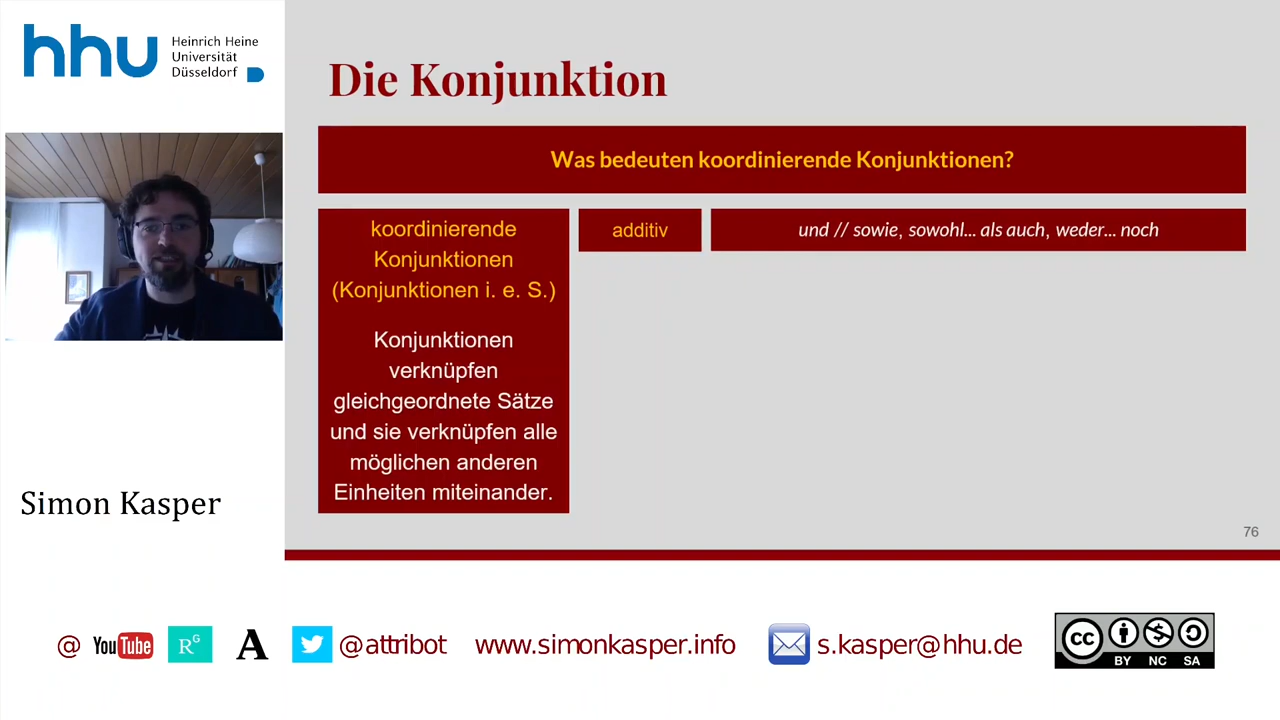 hhu Heinrich Heine
Universität
Düsseldorf
Die Konjunktion
Was bedeuten koordinierende Konjunktionen?
koordinierende
Konjunktionen
(Konjunktionen i. e. S.)
Konjunktionen
verknüpfen
gleichgeordnete Sätze
und sie verknüpfen alle
möglichen anderen
Einheiten miteinander.
additiv
und // sowie, sowohl... als auch, weder... noch
76
Simon Kasper
@ YouTube RG A @attribot www.simonkasper.info s.kasper@hhu.de
cc BY NC SA